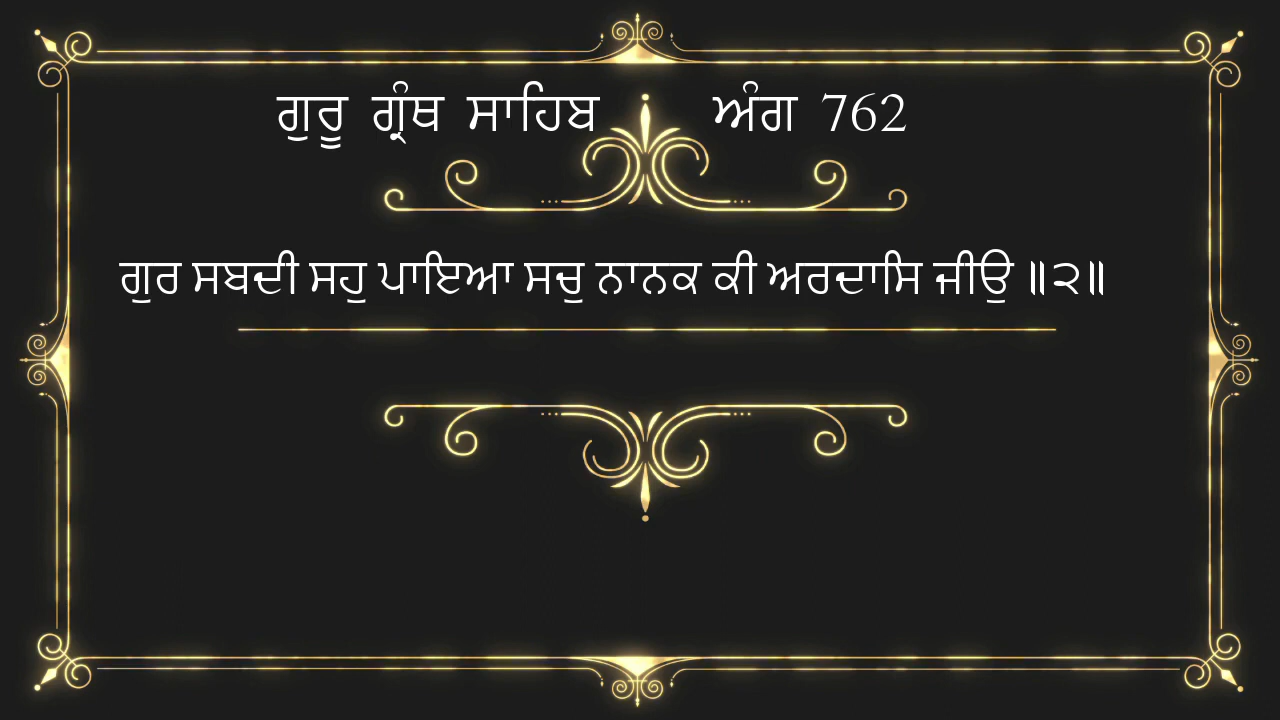 ਗੁਰੂ ਗ੍ਰੰਥ ਸਾਹਿਬ ਅੰਗ 762
ਗੁਰ ਸਬਦੀ ਸਹੁ ਪਾਇਆ ਸਚੁ ਨਾਨਕ ਕੀ ਅਰਦਾਸਿ ਜੀਉ ॥੨॥